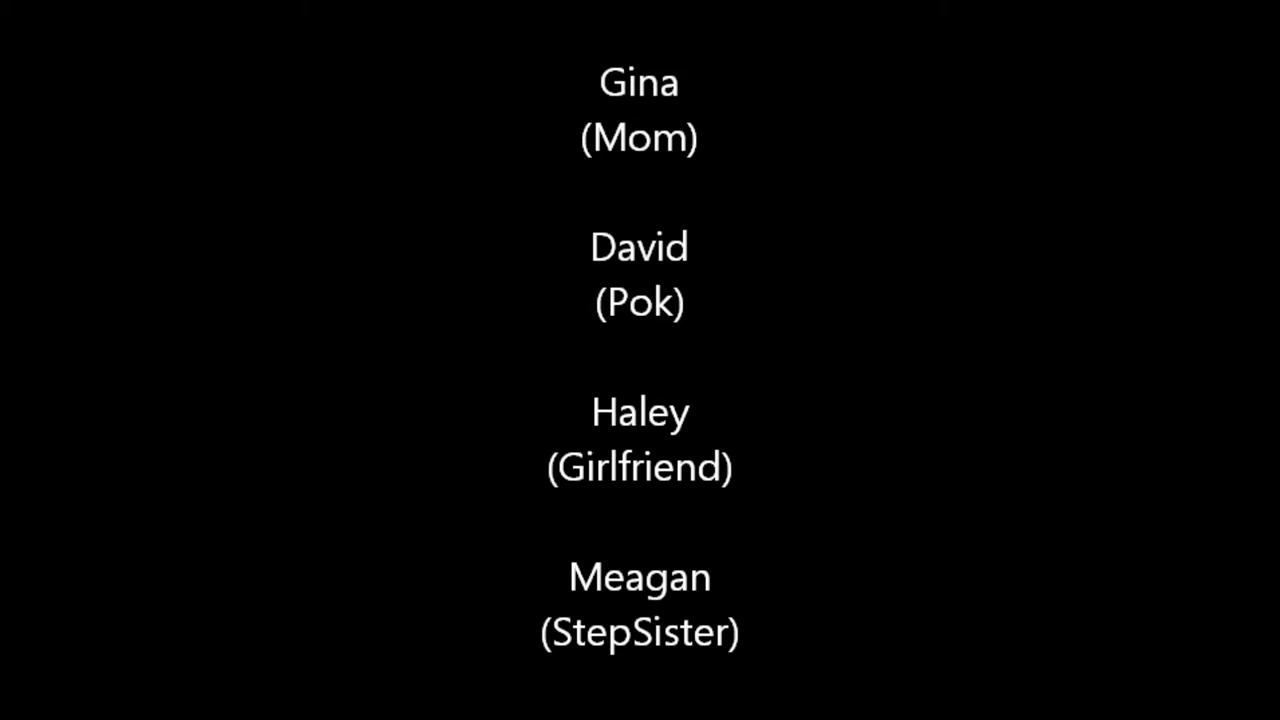 Gina
(Mom)
David
(Pok)
Haley
(Girlfriend)
Meagan
(StepSister)